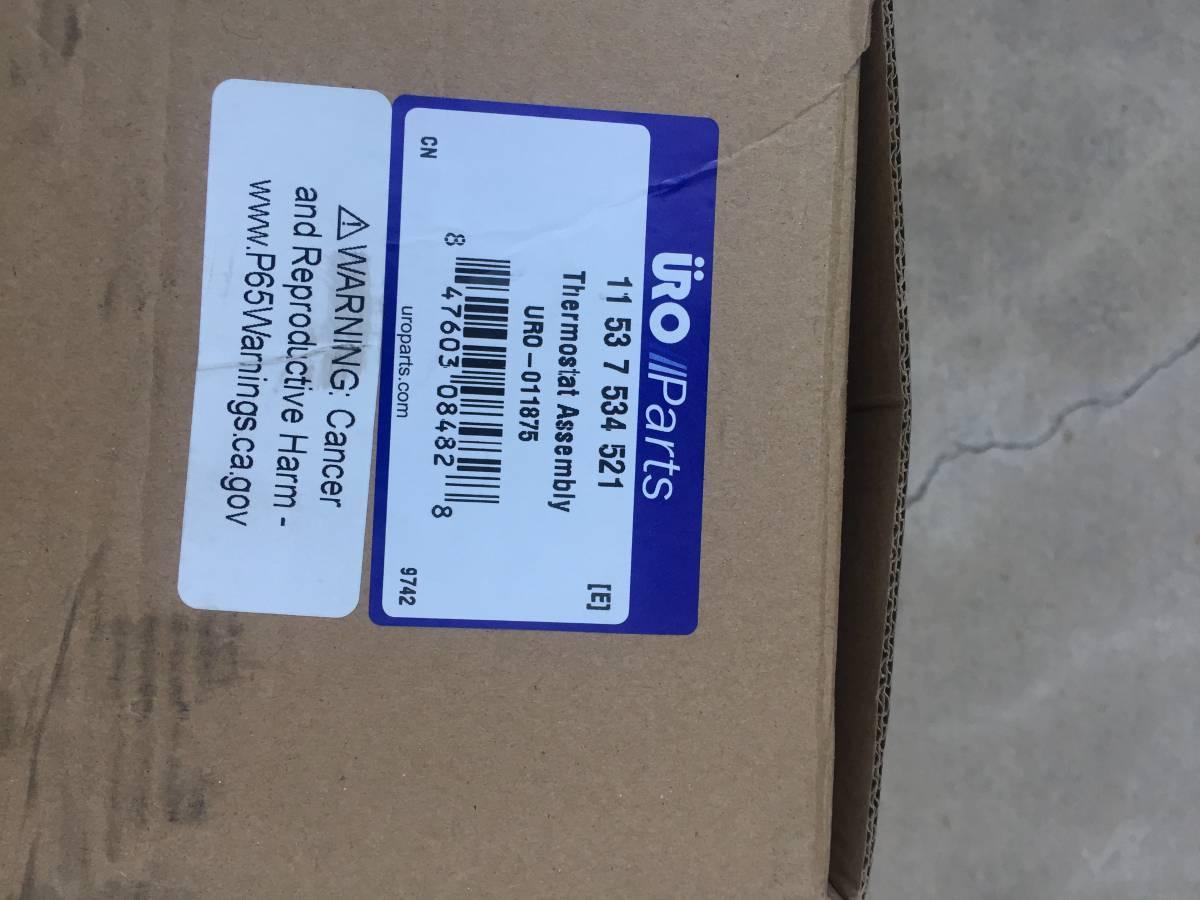 ÜRO///Parts
11 53 7 534 521 [E]
Thermostat Assembly
URO-011875
8 47603 08482 8
CN uroparts.com 9742
⚠WARNING: Cancer
and Reproductive Harm -
www.P65Warnings.ca.gov